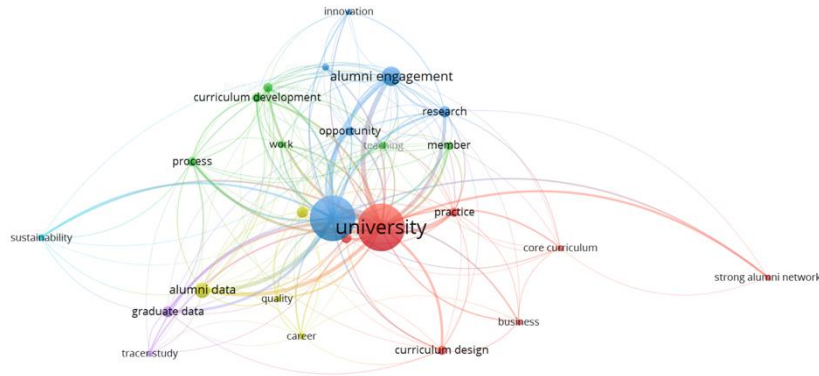 innovation
alumni engagement
curriculum development
research
opportunity
work
teaching
member
process
practice
university
sustainability
core curriculum
strong alumni network
alumni data
quality
graduate data
business
career
tracer study
curriculum design